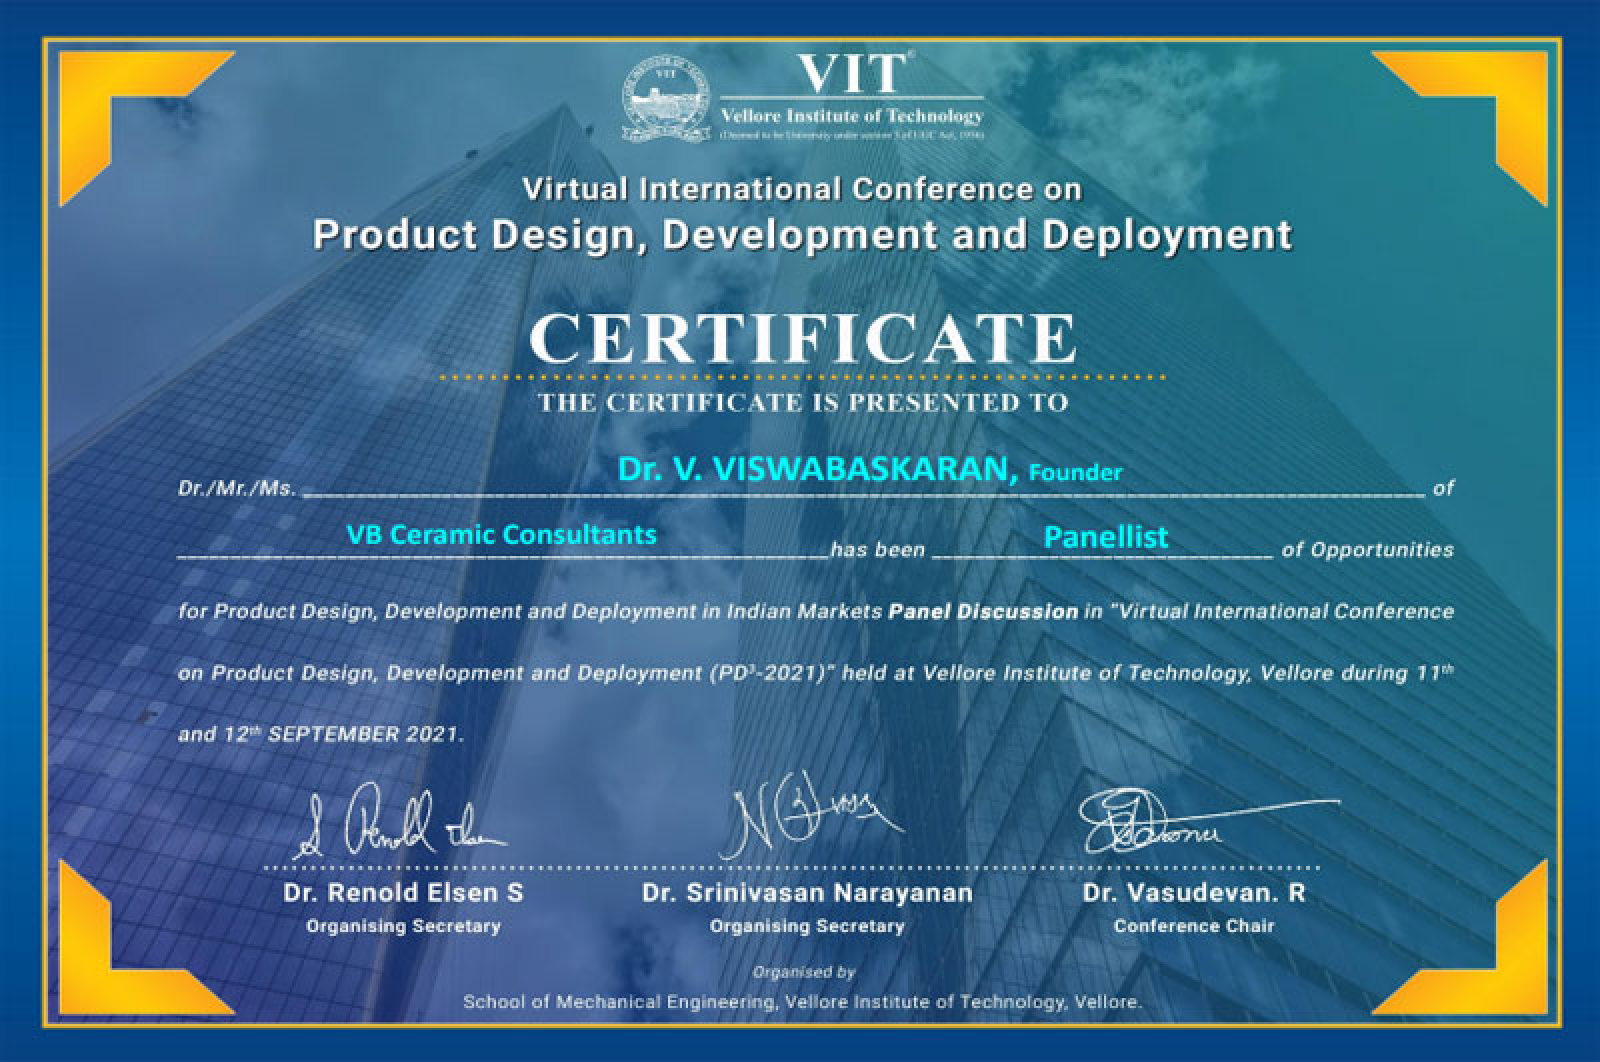 VIT®
Vellore Institute of Technology
(Deemed to be University under section 3 of UGC Act, 1956)
Virtual International Conference on
Product Design, Development and Deployment
CERTIFICATE
THE CERTIFICATE IS PRESENTED TO
Dr./Mr./Ms. Dr. V. VISWABASKARAN, Founder of
VB Ceramic Consultants has been Panellist of Opportunities
for Product Design, Development and Deployment in Indian Markets Panel Discussion in "Virtual International Conference
on Product Design, Development and Deployment (PD³-2021)" held at Vellore Institute of Technology, Vellore during 11th
and 12th SEPTEMBER 2021.
Dr. Renold Elsen S Dr. Srinivasan Narayanan Dr. Vasudevan. R
Organising Secretary Organising Secretary Conference Chair
Organised by
School of Mechanical Engineering, Vellore Institute of Technology, Vellore.